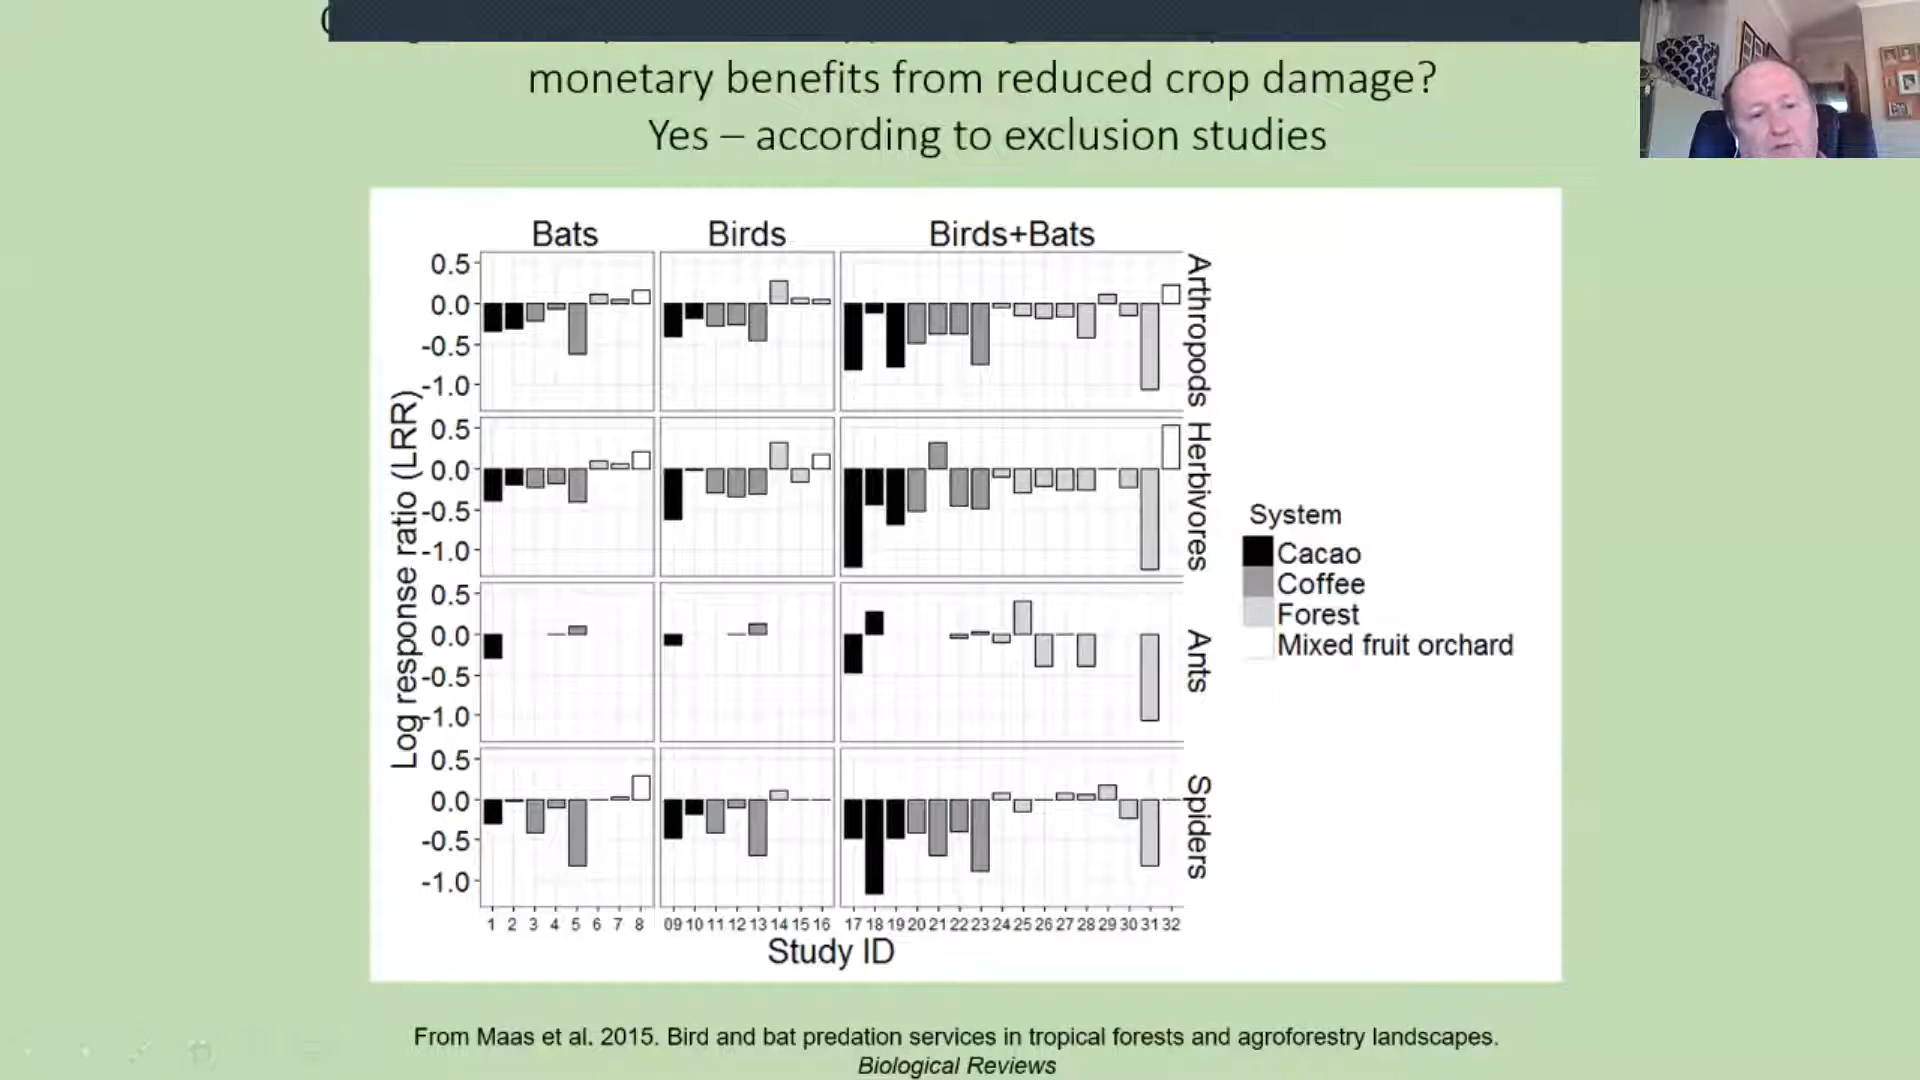 monetary benefits from reduced crop damage?
Yes – according to exclusion studies
Bats Birds Birds+Bats
0.5
0.0
-0.5
-1.0
Arthropods
0.5
0.0
-0.5
-1.0
Herbivores
0.5
0.0
-0.5
-1.0
Ants
0.5
0.0
-0.5
-1.0
Spiders
Log response ratio (LRR)
1 2 3 4 5 6 7 8 09 10 11 12 13 14 15 16 17 18 19 20 21 22 23 24 25 26 27 28 29 30 31 32
Study ID
System
Cacao
Coffee
Forest
Mixed fruit orchard
From Maas et al. 2015. Bird and bat predation services in tropical forests and agroforestry landscapes.
Biological Reviews